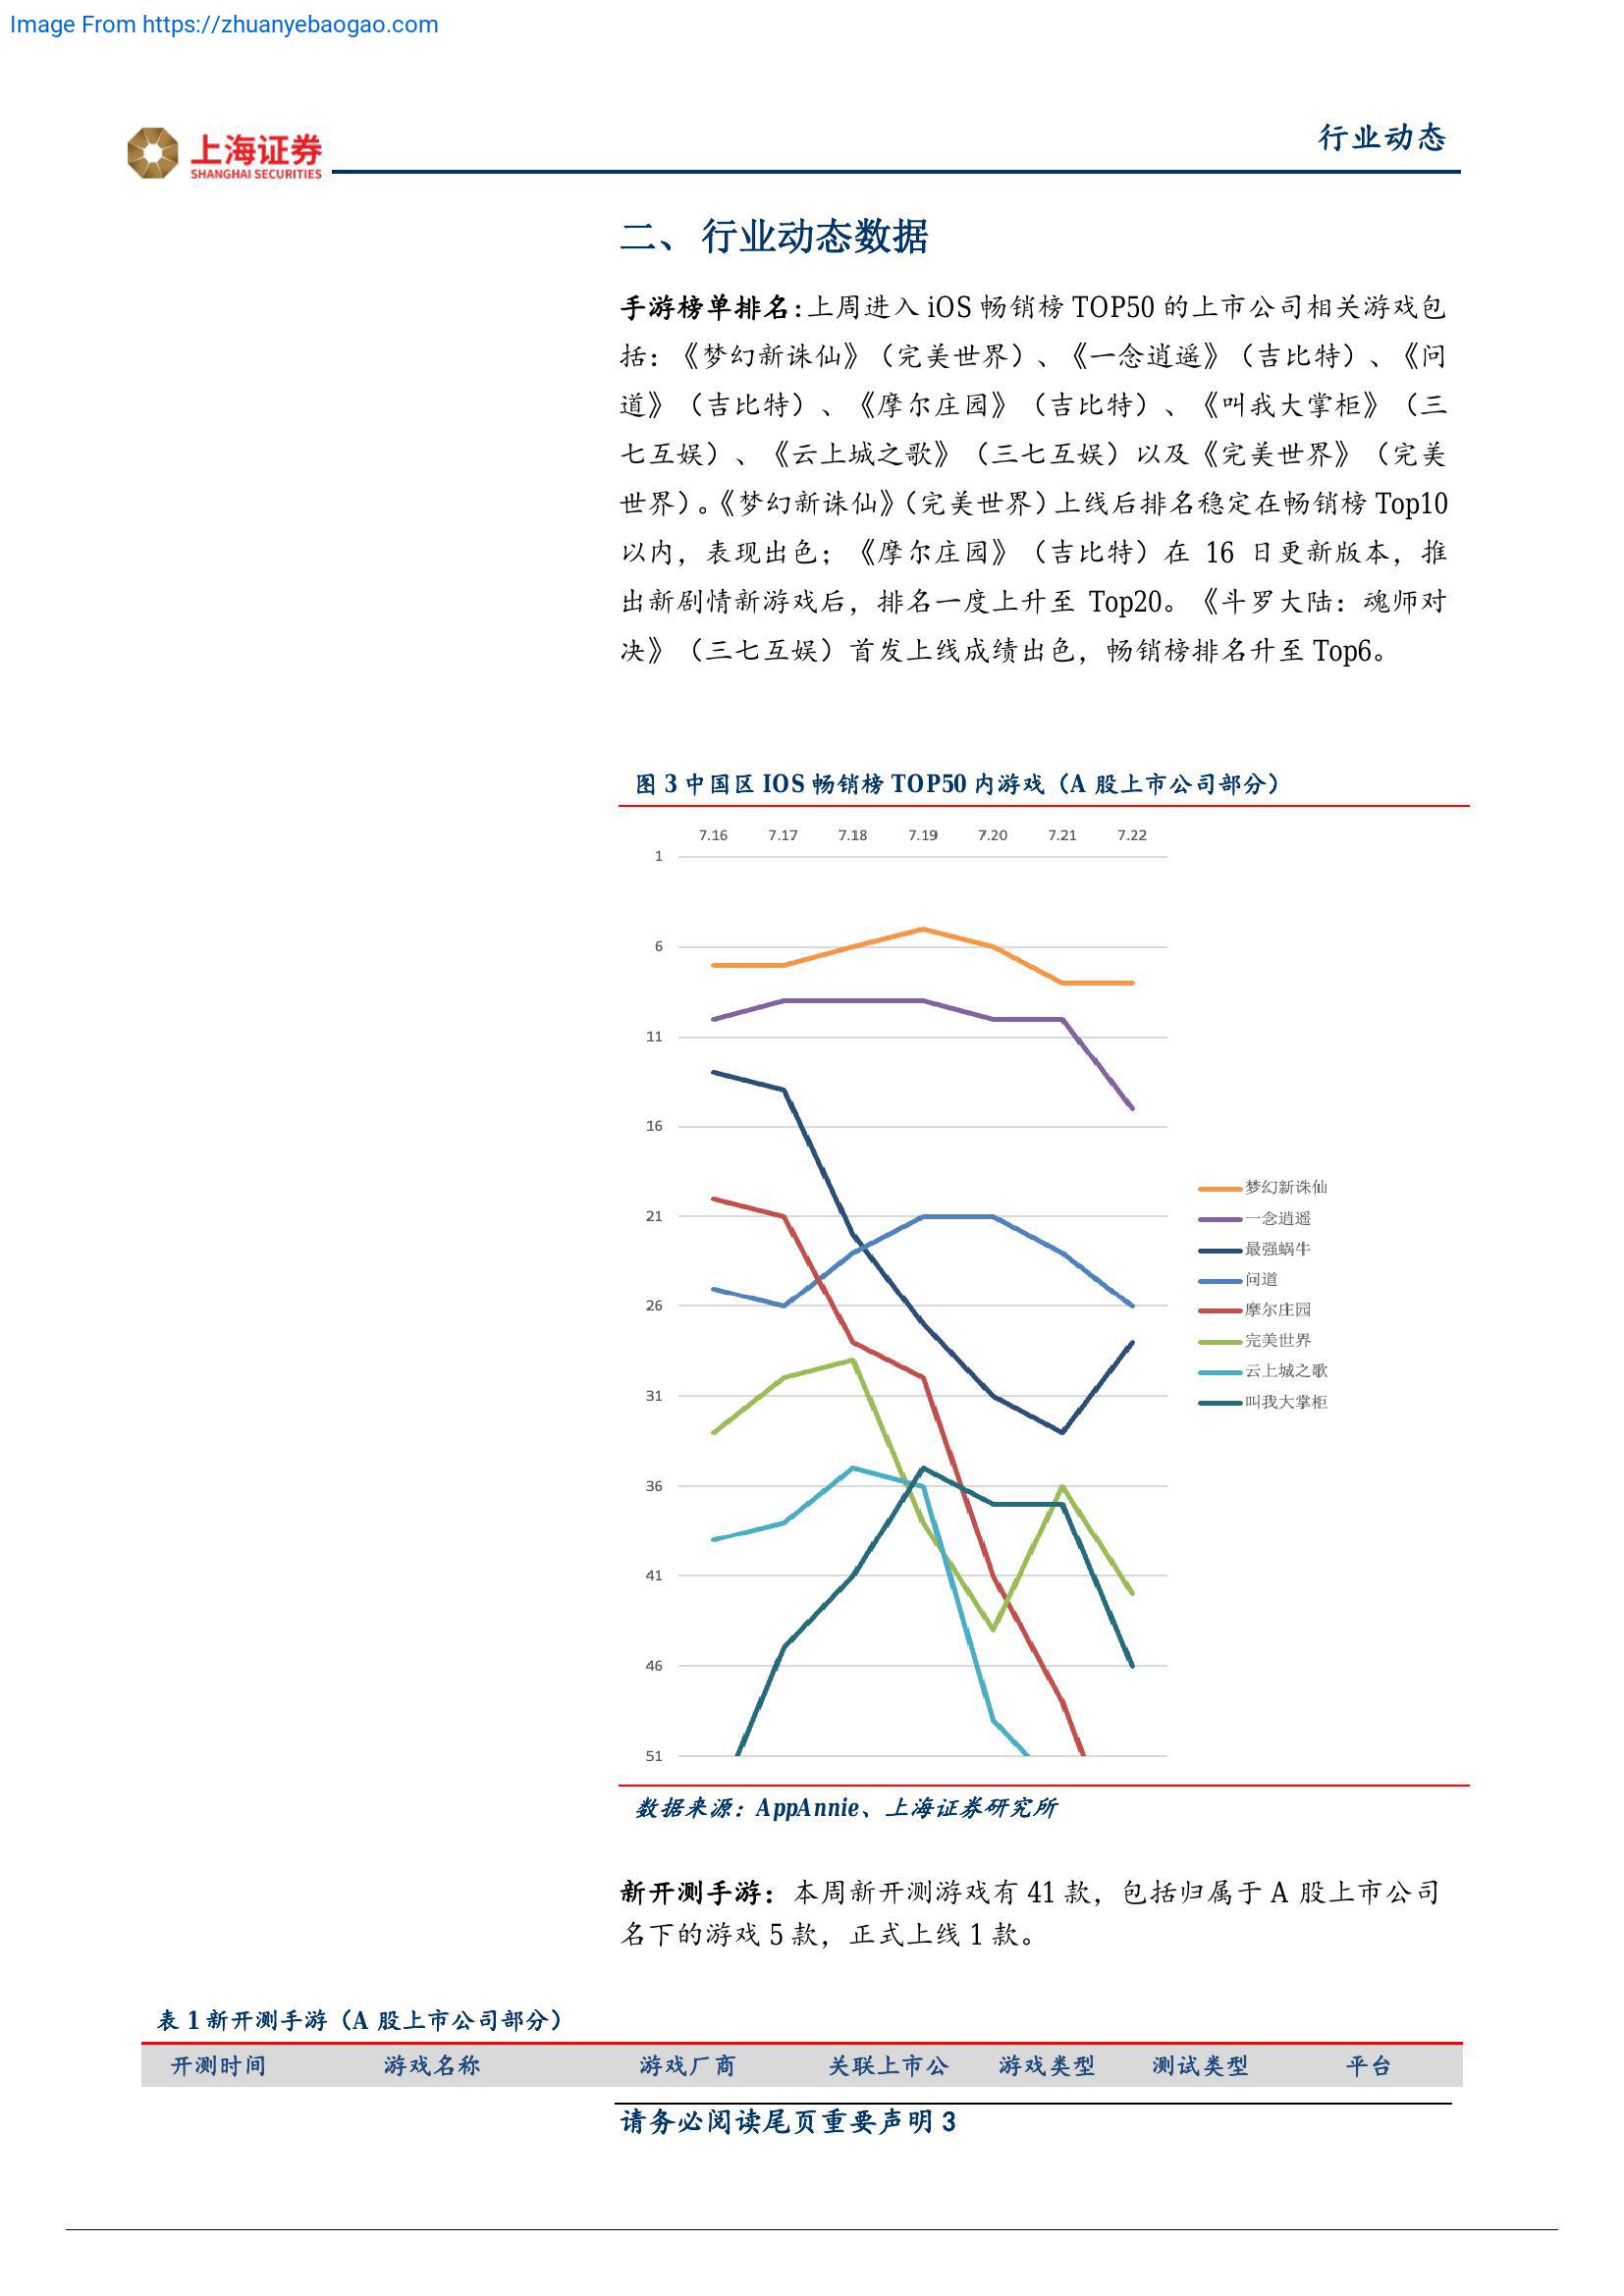 Image From https://zhuanyebaogao.com
上海证券
SHANGHAI SECURITIES
行业动态
二、 行业动态数据
手游榜单排名：上周进入 iOS 畅销榜 TOP50 的上市公司相关游戏包
括：《梦幻新诛仙》（完美世界）、《一念逍遥》（吉比特）、《问
道》（吉比特）、《摩尔庄园》（吉比特）、《叫我大掌柜》（三
七互娱）、《云上城之歌》（三七互娱）以及《完美世界》（完美
世界）。《梦幻新诛仙》（完美世界）上线后排名稳定在畅销榜 Top10
以内，表现出色；《摩尔庄园》（吉比特）在 16 日更新版本，推
出新剧情新游戏后，排名一度上升至 Top20。《斗罗大陆：魂师对
决》（三七互娱）首发上线成绩出色，畅销榜排名升至 Top6。
图 3 中国区 IOS 畅销榜 TOP50 内游戏（A 股上市公司部分）
7.16 7.17 7.18 7.19 7.20 7.21 7.22
1
6
11
16
21
26
31
36
41
46
51
梦幻新诛仙
一念逍遥
最强蜗牛
问道
摩尔庄园
完美世界
云上城之歌
叫我大掌柜
数据来源：AppAnnie、上海证券研究所
新开测手游：本周新开测游戏有 41 款，包括归属于 A 股上市公司
名下的游戏 5 款，正式上线 1 款。
表 1 新开测手游（A 股上市公司部分）
开测时间 游戏名称 游戏厂商 关联上市公 游戏类型 测试类型 平台
请务必阅读尾页重要声明 3